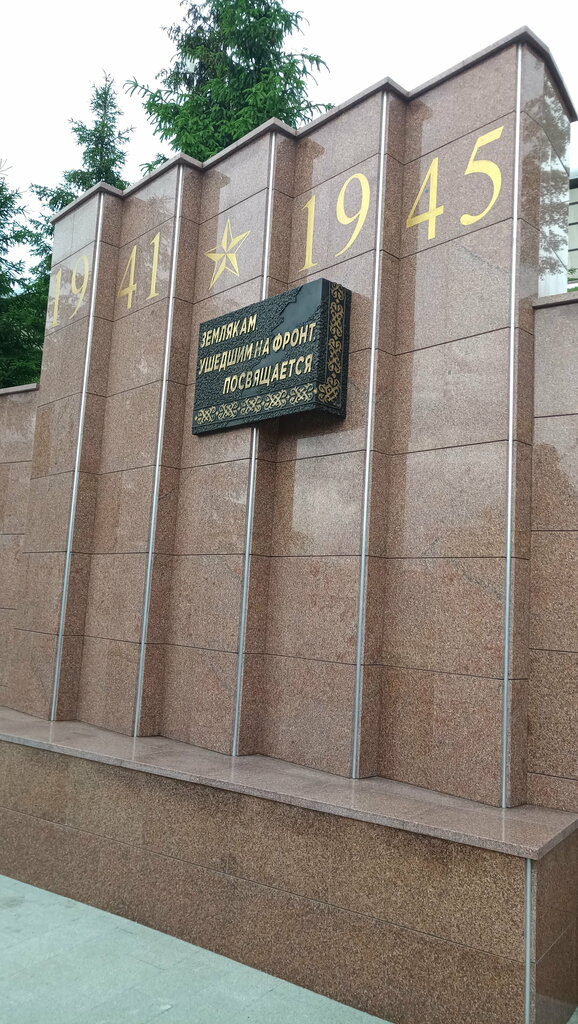 1941 ★ 1945
ЗЕМЛЯКАМ
УШЕДШИМ НА ФРОНТ
ПОСВЯЩАЕТСЯ